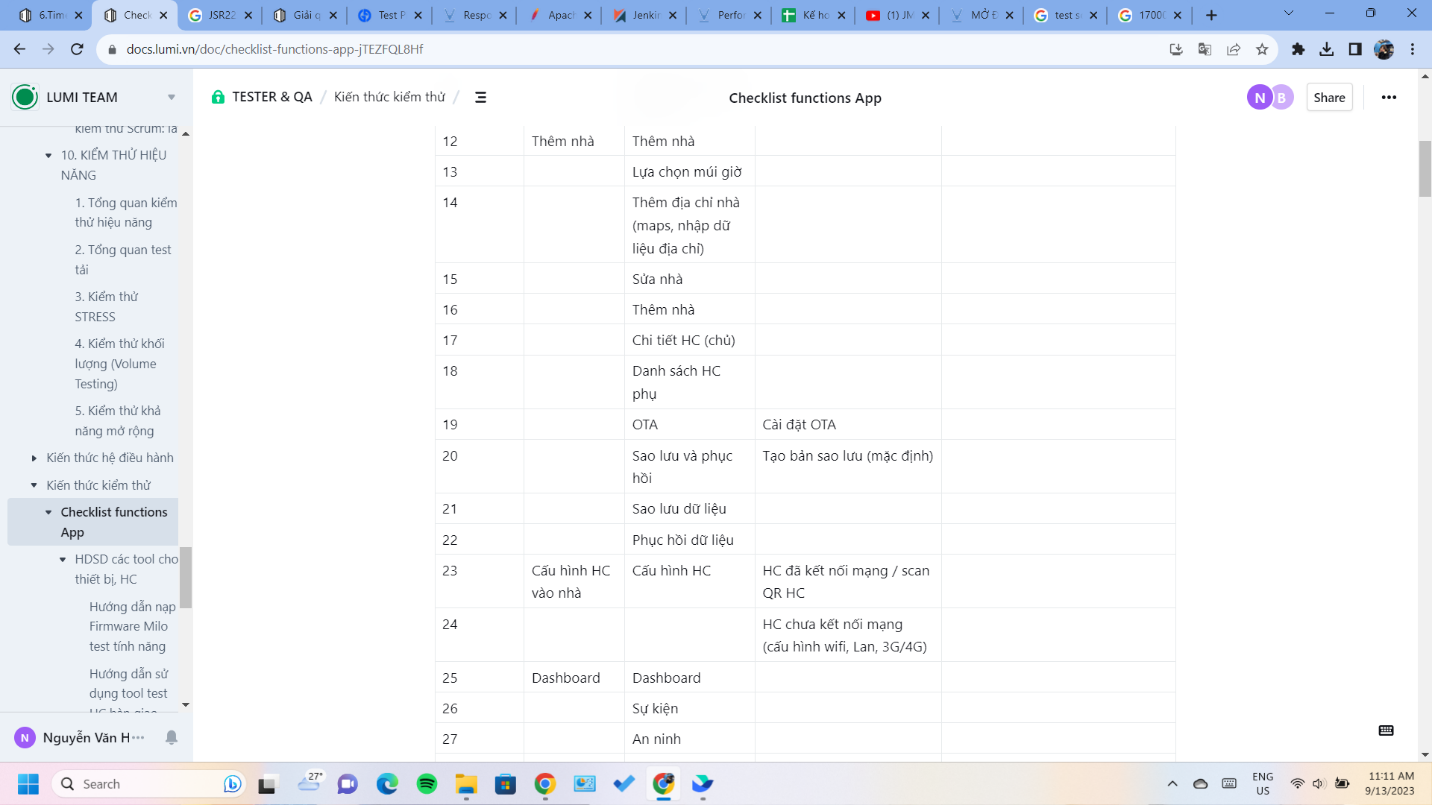 6.Timi
Check
JSR22
Giải q
Test P
Respo
Apach
Jenkin
Perfor
Kế ho
(1) JM
MỞ Đ
test se
1700(
docs.lumi.vn/doc/checklist-functions-app-jTEZFQL8Hf
LUMI TEAM
TESTER & QA / Kiến thức kiểm thử /
Checklist functions App
N B Share
kiểm thử Scrum: là
10. KIỂM THỬ HIỆU
NĂNG
1. Tổng quan kiểm
thử hiệu năng
2. Tổng quan test
tải
3. Kiểm thử
STRESS
4. Kiểm thử khối
lượng (Volume
Testing)
5. Kiểm thử khả
năng mở rộng
Kiến thức hệ điều hành
Kiến thức kiểm thử
Checklist functions
App
HDSD các tool cho
thiết bị, HC
Hướng dẫn nạp
Firmware Milo
test tính năng
Hướng dẫn sử
dụng tool test
HC bàn giao
N Nguyễn Văn H
12 Thêm nhà Thêm nhà
13 Lựa chọn múi giờ
14 Thêm địa chỉ nhà
(maps, nhập dữ
liệu địa chỉ)
15 Sửa nhà
16 Thêm nhà
17 Chi tiết HC (chủ)
18 Danh sách HC
phụ
19 OTA Cài đặt OTA
20 Sao lưu và phục Tạo bản sao lưu (mặc định)
hồi
21 Sao lưu dữ liệu
22 Phục hồi dữ liệu
23 Cấu hình HC Cấu hình HC HC đã kết nối mạng / scan
vào nhà QR HC
24 HC chưa kết nối mạng
(cấu hình wifi, Lan, 3G/4G)
25 Dashboard Dashboard
26 Sự kiện
27 An ninh
Search
27°
ENG
US
11:11 AM
9/13/2023